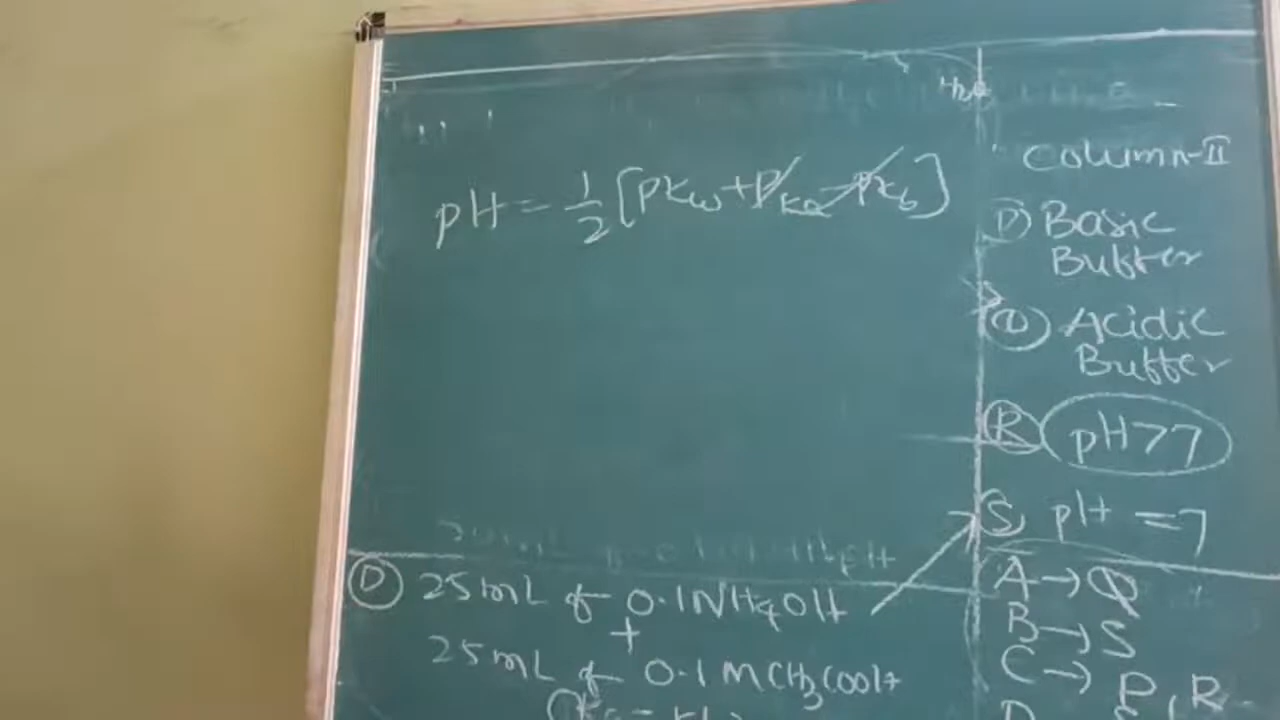 H₂O
pH = 1/2 [pKw + pKa - pKb]
Column-II
P) Basic
Buffer
Q) Acidic
Buffer
R) pH > 7
S) pH = 7
D) 25 mL of 0.1 NH4OH
+
25 mL of 0.1 M CH3COOH
A → Q
B → S
C → P, R